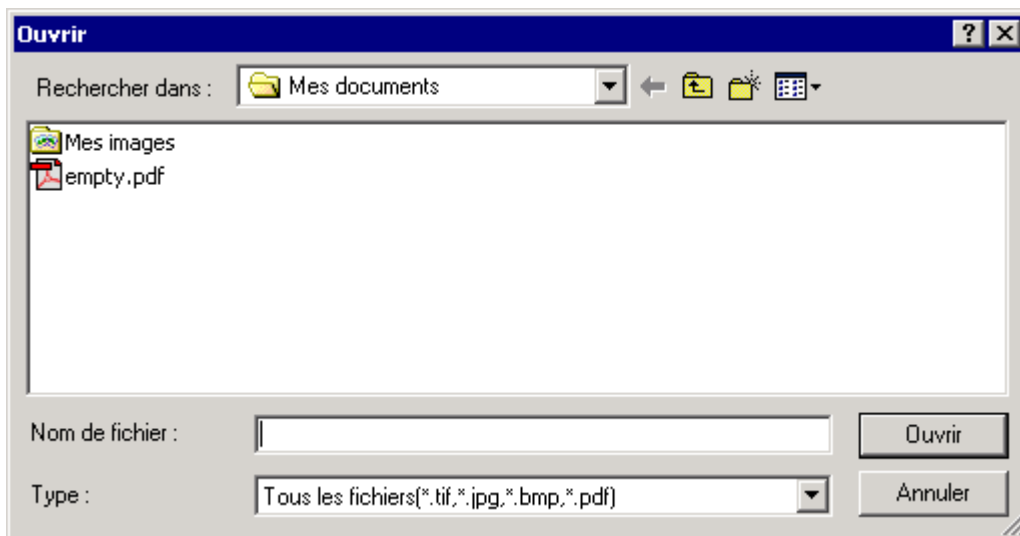 Ouvrir
Rechercher dans :
Mes documents
Mes images
empty.pdf
Nom de fichier :
Ouvrir
Type :
Tous les fichiers(*.tif,*.jpg,*.bmp,*.pdf)
Annuler